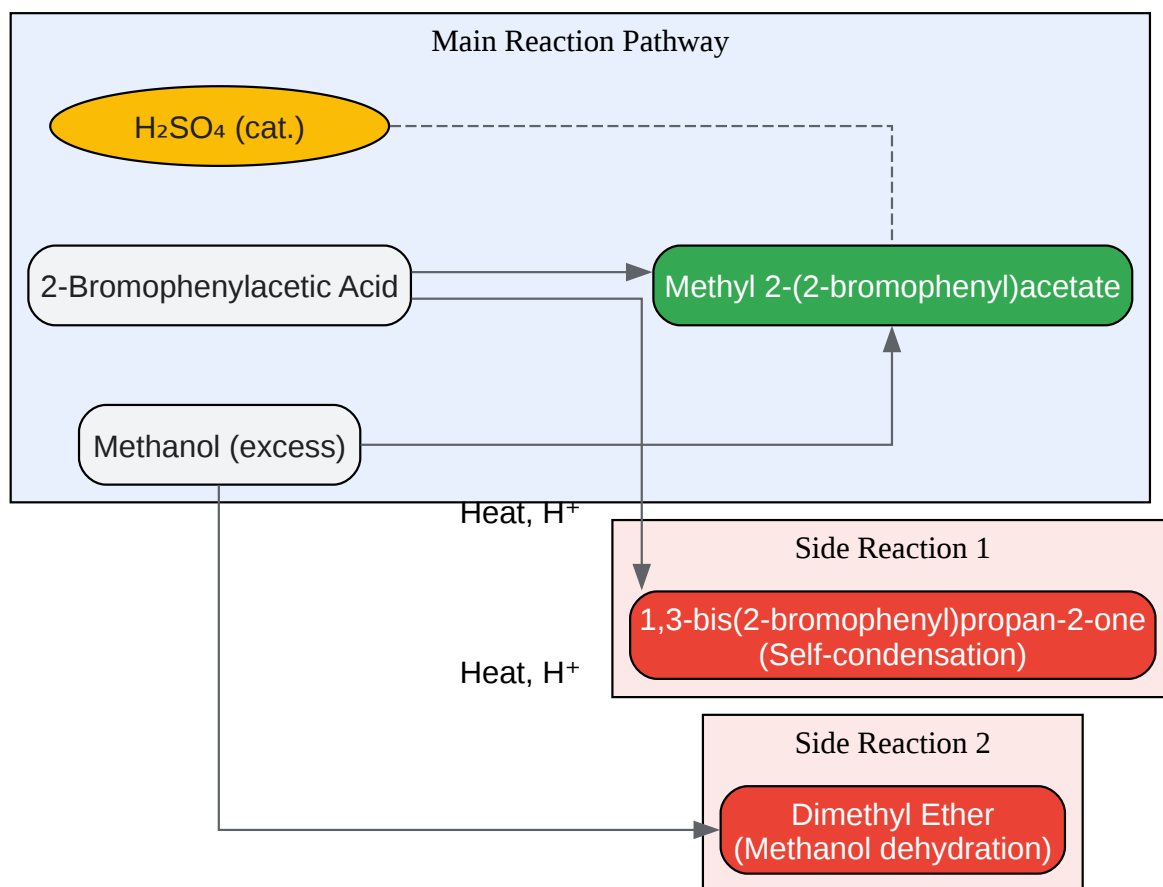 Main Reaction Pathway
H₂SO₄ (cat.)
2-Bromophenylacetic Acid
Methyl 2-(2-bromophenyl)acetate
Methanol (excess)
Heat, H⁺
Side Reaction 1
1,3-bis(2-bromophenyl)propan-2-one
(Self-condensation)
Heat, H⁺
Side Reaction 2
Dimethyl Ether
(Methanol dehydration)